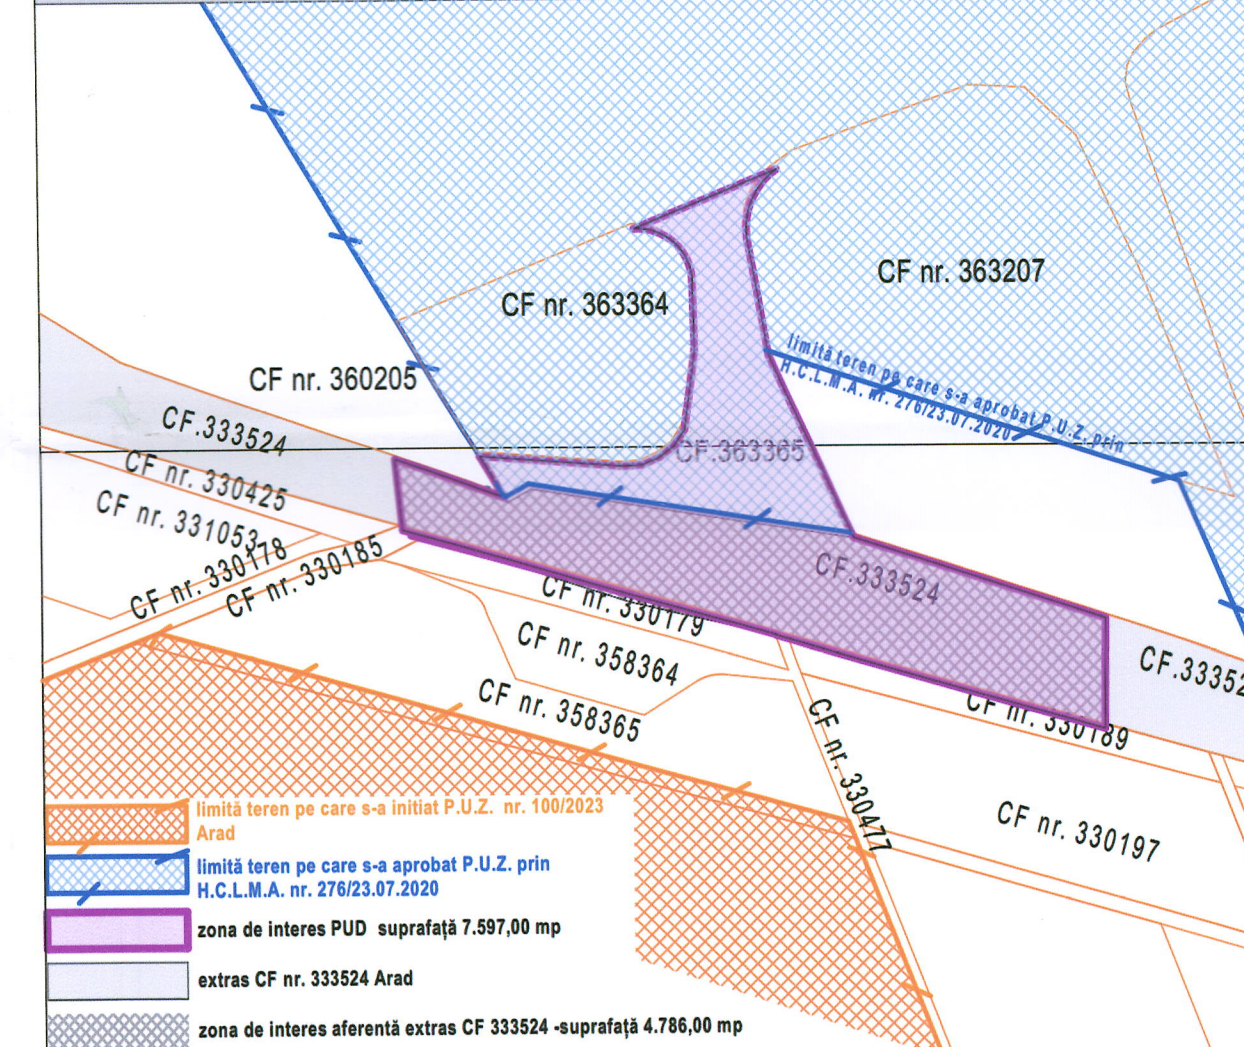 CF nr. 363207
CF nr. 363364
limită teren pe care s-a aprobat P.U.Z. prin
H.C.L.M.A. nr. 276/23.07.2020
CF nr. 360205
CF.333524
CF.363365
CF nr. 330425
CF nr. 331053
CF nr. 330178
CF nr. 330185
CF.333524
CF nr. 330179
CF nr. 358364
CF.33352
CF nr. 358365
CF nr. 330189
CF nr. 330477
CF nr. 330197
limită teren pe care s-a initiat P.U.Z. nr. 100/2023
Arad
limită teren pe care s-a aprobat P.U.Z. prin
H.C.L.M.A. nr. 276/23.07.2020
zona de interes PUD suprafață 7.597,00 mp
extras CF nr. 333524 Arad
zona de interes aferentă extras CF 333524 -suprafață 4.786,00 mp